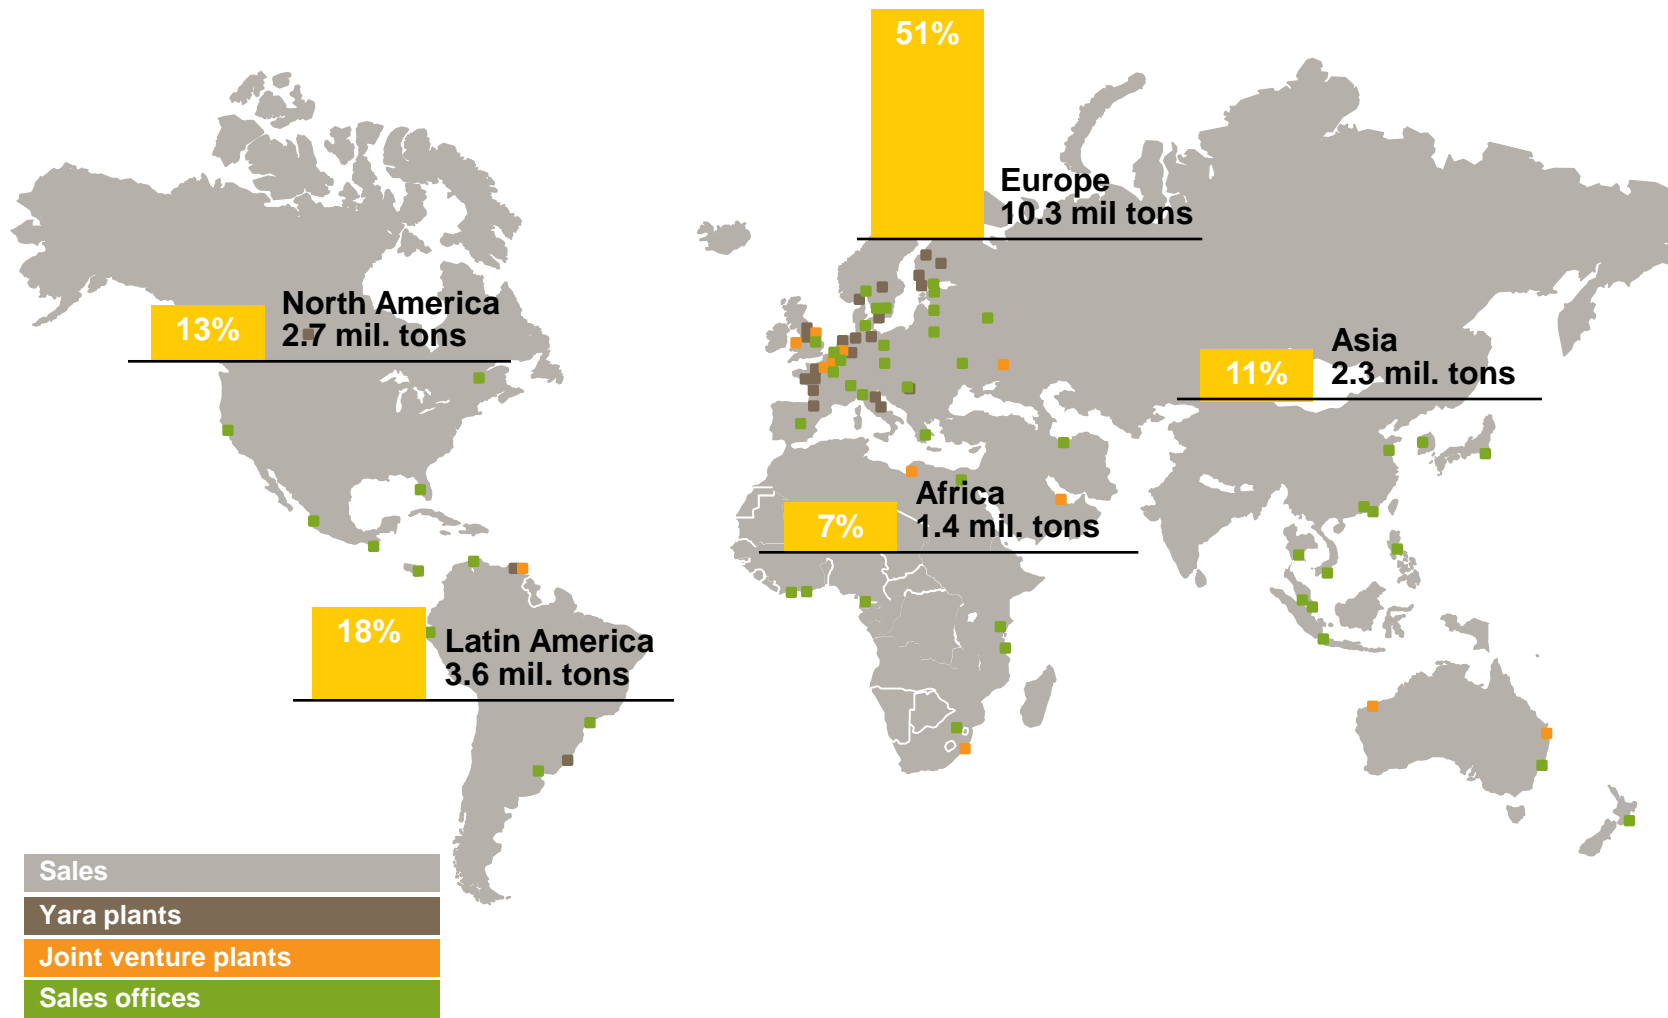 51%
Europe
10.3 mil tons
North America
13%
2.7 mil. tons
Asia
11%
2.3 mil. tons
Africa
7%
1.4 mil. tons
18%
Latin America
3.6 mil. tons
Sales
Yara plants
Joint venture plants
Sales offices